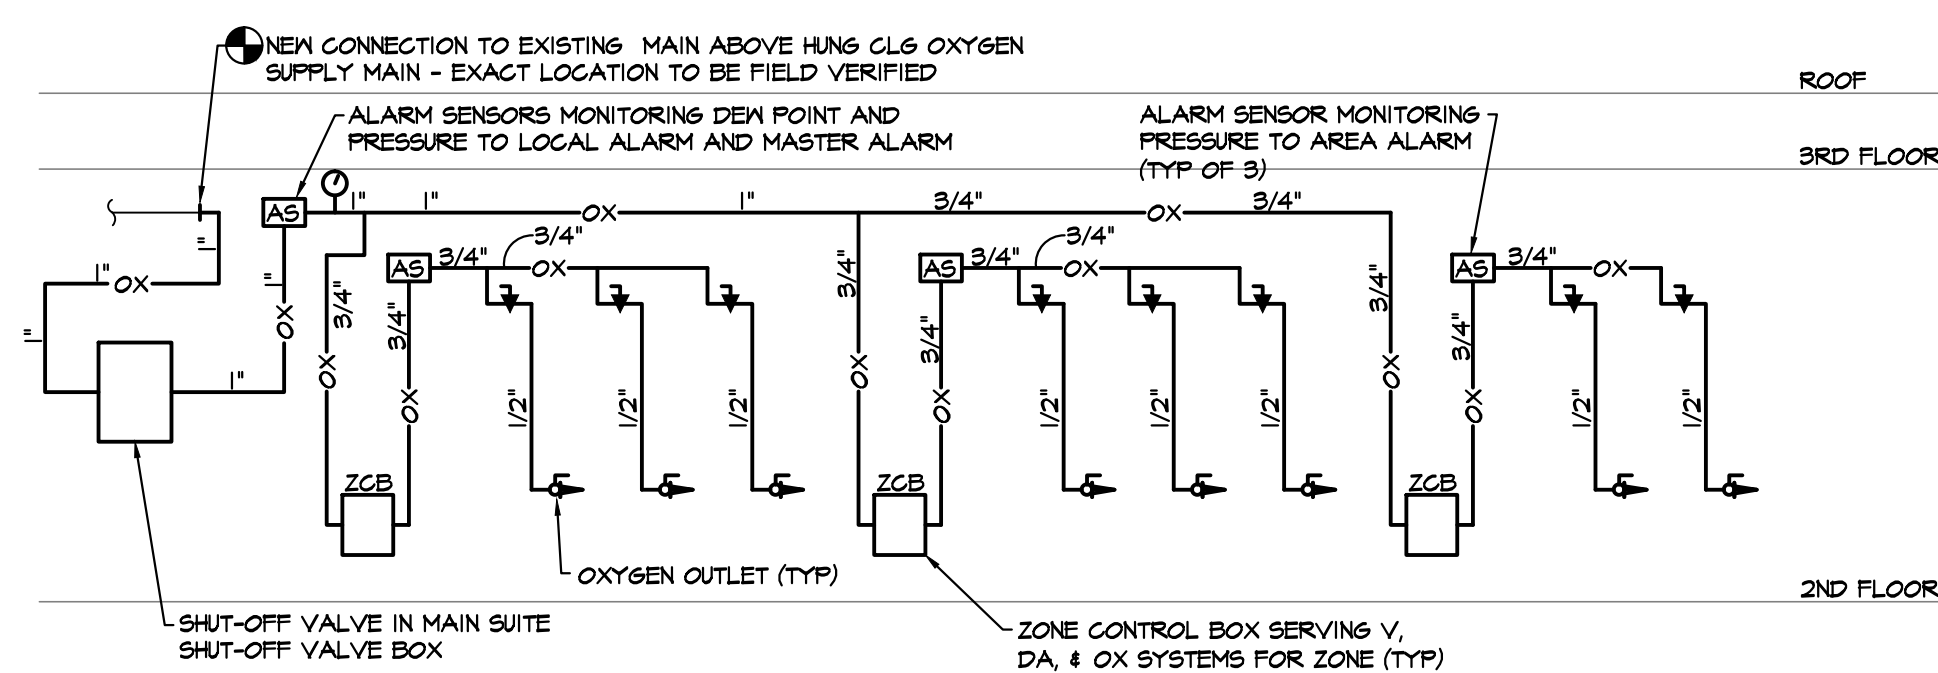 NEW CONNECTION TO EXISTING MAIN ABOVE HUNG CLG OXYGEN
SUPPLY MAIN - EXACT LOCATION TO BE FIELD VERIFIED
ROOF
ALARM SENSORS MONITORING DEW POINT AND
PRESSURE TO LOCAL ALARM AND MASTER ALARM
ALARM SENSOR MONITORING
PRESSURE TO AREA ALARM
(TYP OF 3)
3RD FLOOR
AS
1"
1"
OX
1"
3/4"
OX
3/4"
1"
1"
OX
1"
1"
OX
1"
3/4"
OX
AS
3/4"
3/4"
OX
3/4"
OX
1/2"
1/2"
1/2"
ZCB
3/4"
OX
AS
3/4"
3/4"
OX
3/4"
OX
1/2"
1/2"
1/2"
ZCB
3/4"
OX
AS
3/4"
OX
3/4"
OX
1/2"
1/2"
ZCB
OXYGEN OUTLET (TYP)
2ND FLOOR
SHUT-OFF VALVE IN MAIN SUITE
SHUT-OFF VALVE BOX
ZONE CONTROL BOX SERVING V,
DA, & OX SYSTEMS FOR ZONE (TYP)